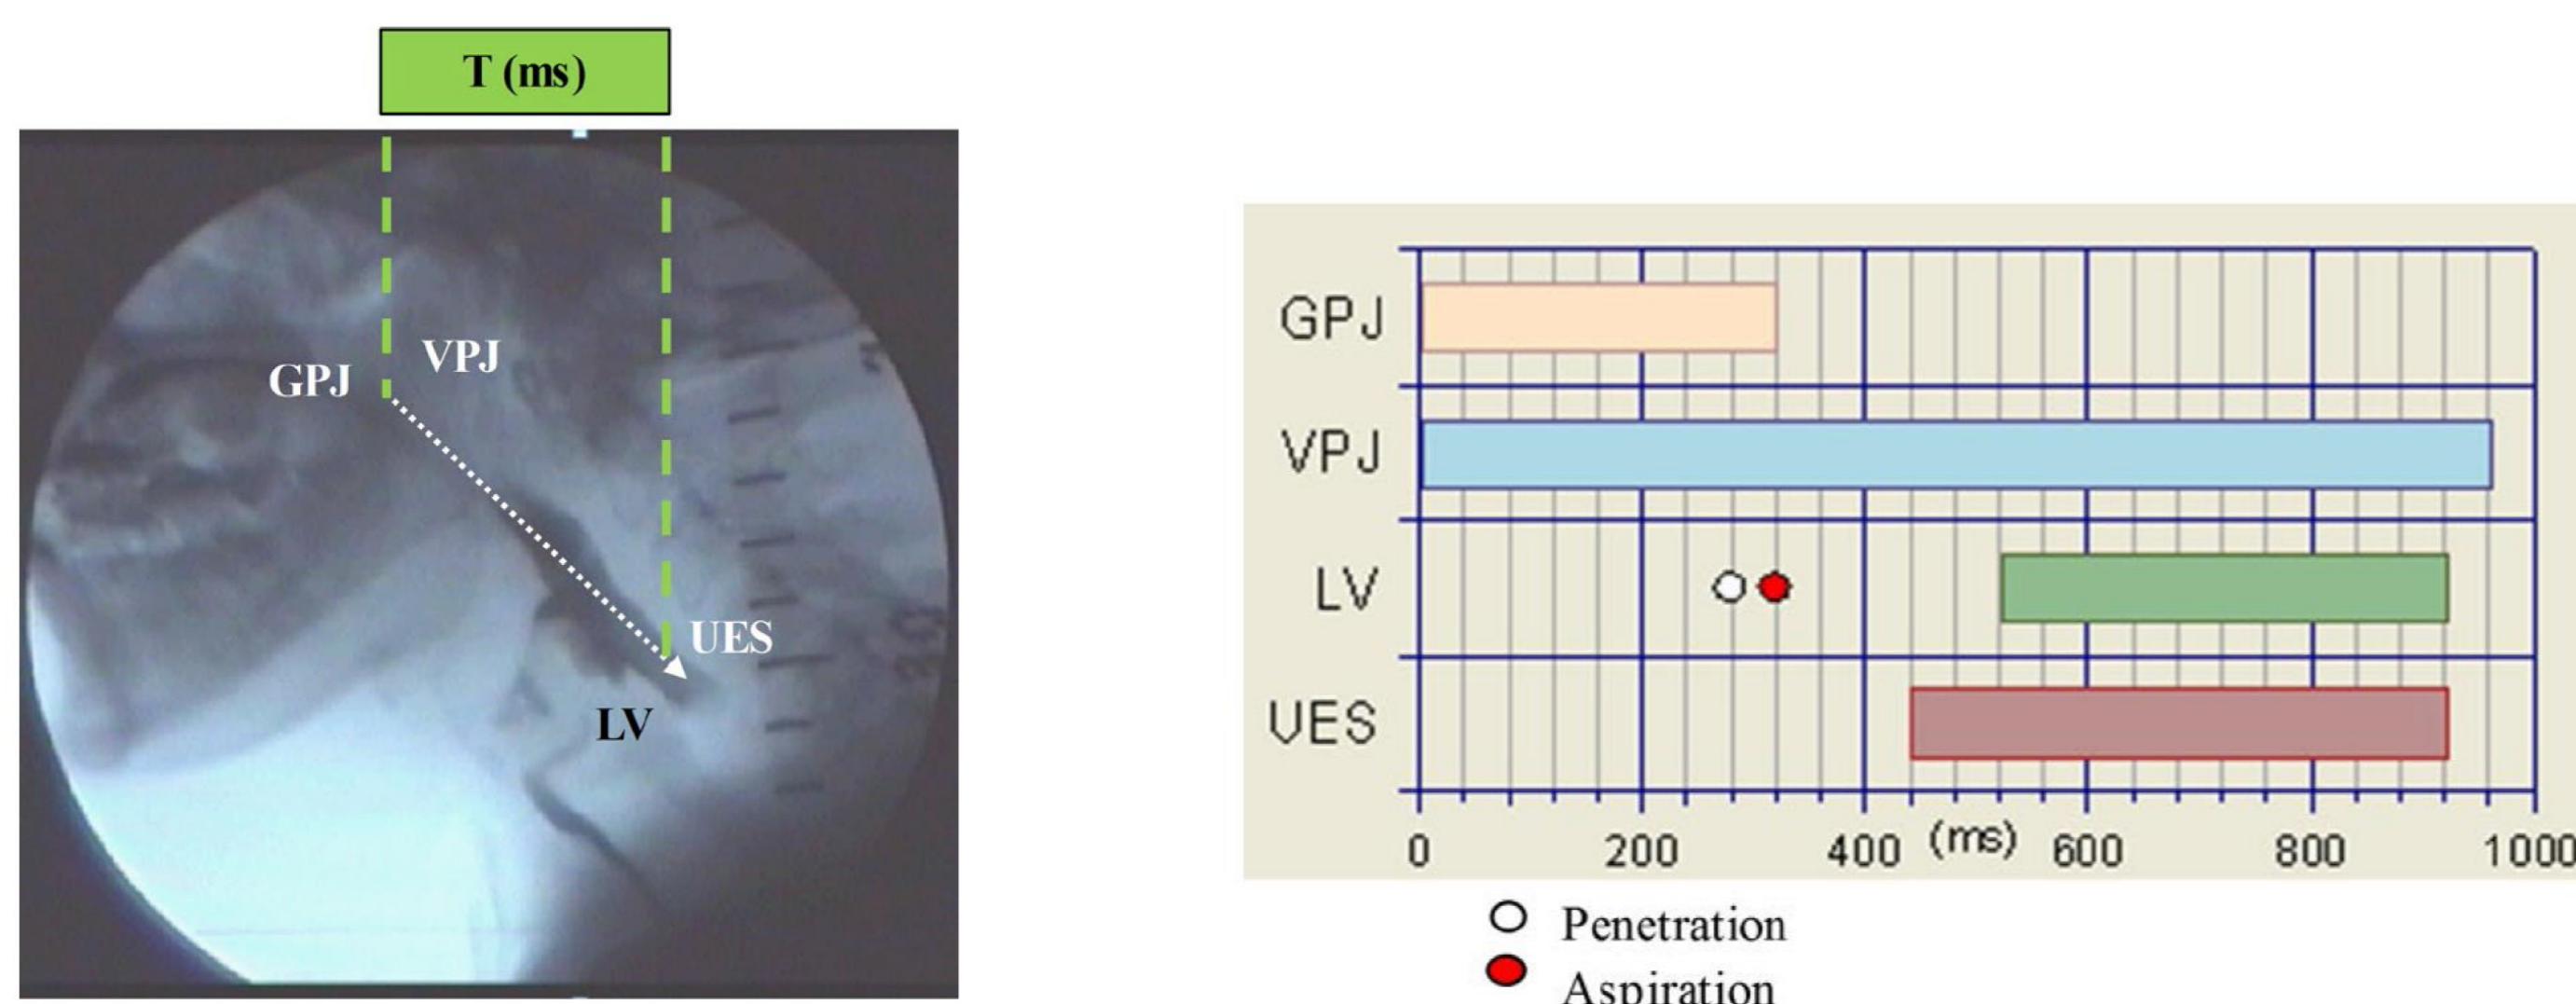 T (ms)
VPJ
GPJ
UES
LV
GPJ
VPJ
LV
UES
0 200 400 (ms) 600 800 1000
Penetration
Aspiration